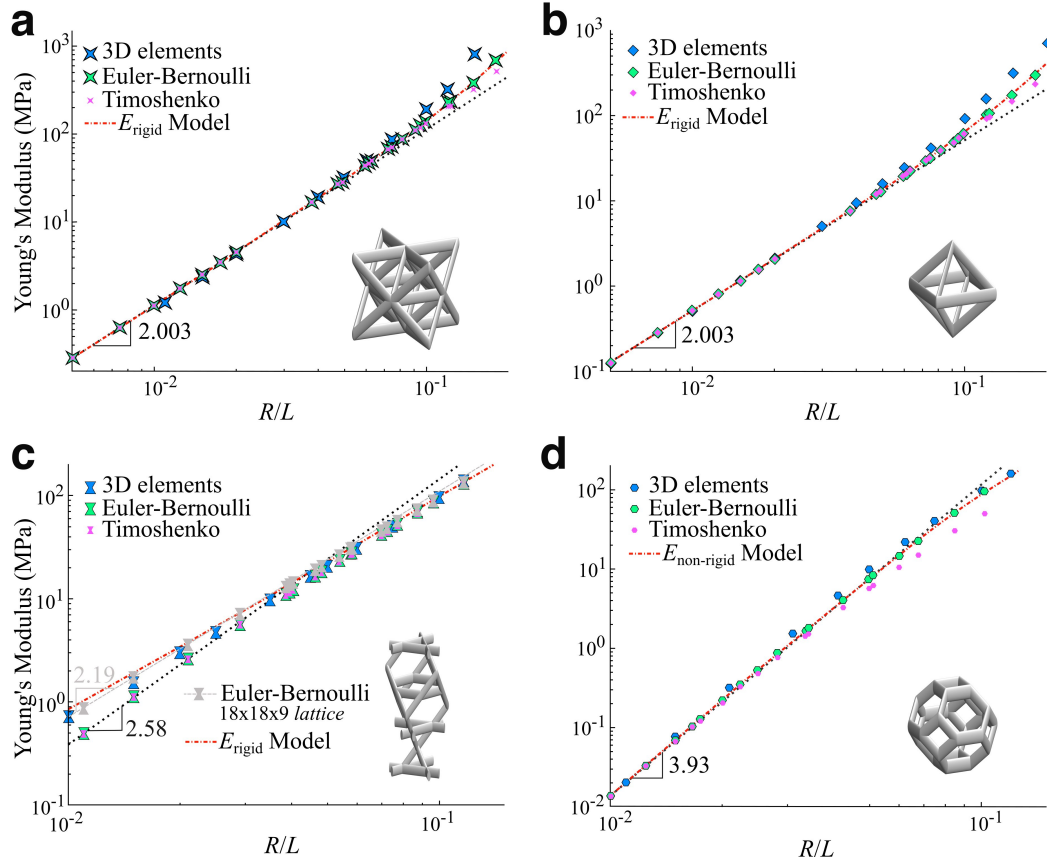 a
10³
10²
10¹
10⁰
Young's Modulus (MPa)
3D elements
Euler-Bernoulli
Timoshenko
E_rigid Model
2.003
10⁻²
10⁻¹
R/L
b
10³
10²
10¹
10⁰
10⁻¹
3D elements
Euler-Bernoulli
Timoshenko
E_rigid Model
2.003
10⁻²
10⁻¹
R/L
c
10²
10¹
10⁰
10⁻¹
Young's Modulus (MPa)
3D elements
Euler-Bernoulli
Timoshenko
2.19
2.58
Euler-Bernoulli
18x18x9 lattice
E_rigid Model
10⁻²
10⁻¹
R/L
d
10²
10¹
10⁰
10⁻¹
10⁻²
3D elements
Euler-Bernoulli
Timoshenko
E_non-rigid Model
3.93
10⁻²
10⁻¹
R/L